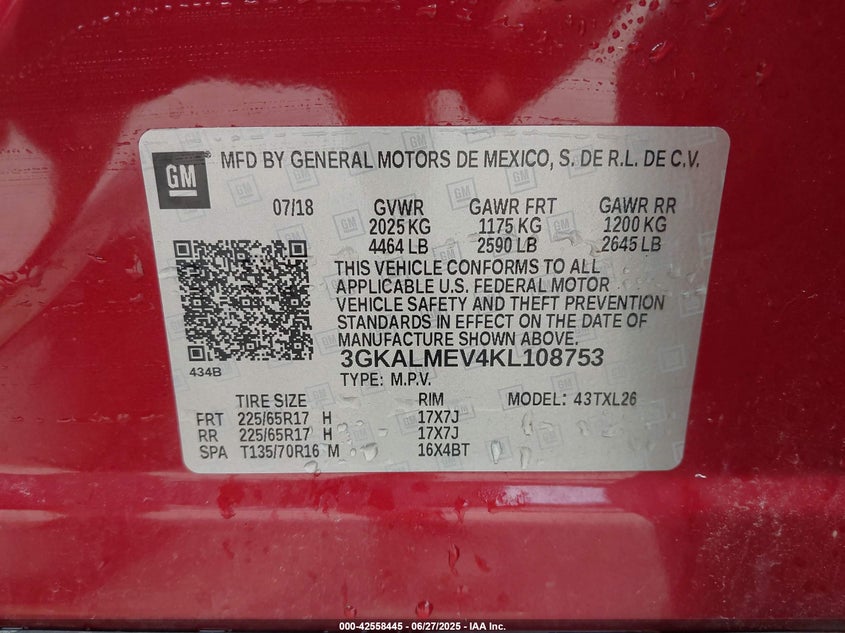 GM
MFD BY GENERAL MOTORS DE MEXICO, S. DE R.L. DE C.V.
07/18 GVWR GAWR FRT GAWR RR
2025 KG 1175 KG 1200 KG
4464 LB 2590 LB 2645 LB
THIS VEHICLE CONFORMS TO ALL
APPLICABLE U.S. FEDERAL MOTOR
VEHICLE SAFETY AND THEFT PREVENTION
STANDARDS IN EFFECT ON THE DATE OF
MANUFACTURE SHOWN ABOVE.
434B
3GKALMEV4KL108753
TYPE: M.P.V.
TIRE SIZE RIM MODEL: 43TXL26
FRT 225/65R17 H 17X7J
RR 225/65R17 H 17X7J
SPA T135/70R16 M 16X4BT
000-42558445 - 06/27/2025 - IAA Inc.